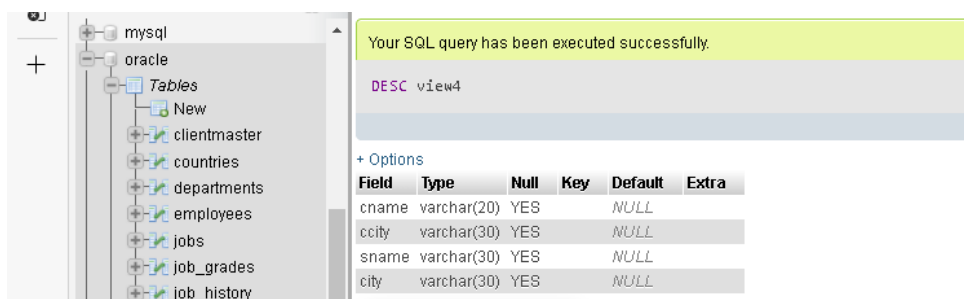 mysql
oracle
Tables
New
clientmaster
countries
departments
employees
jobs
job_grades
job_history
Your SQL query has been executed successfully.
DESC view4
+ Options
Field Type Null Key Default Extra
cname varchar(20) YES NULL
ccity varchar(30) YES NULL
sname varchar(30) YES NULL
city varchar(30) YES NULL